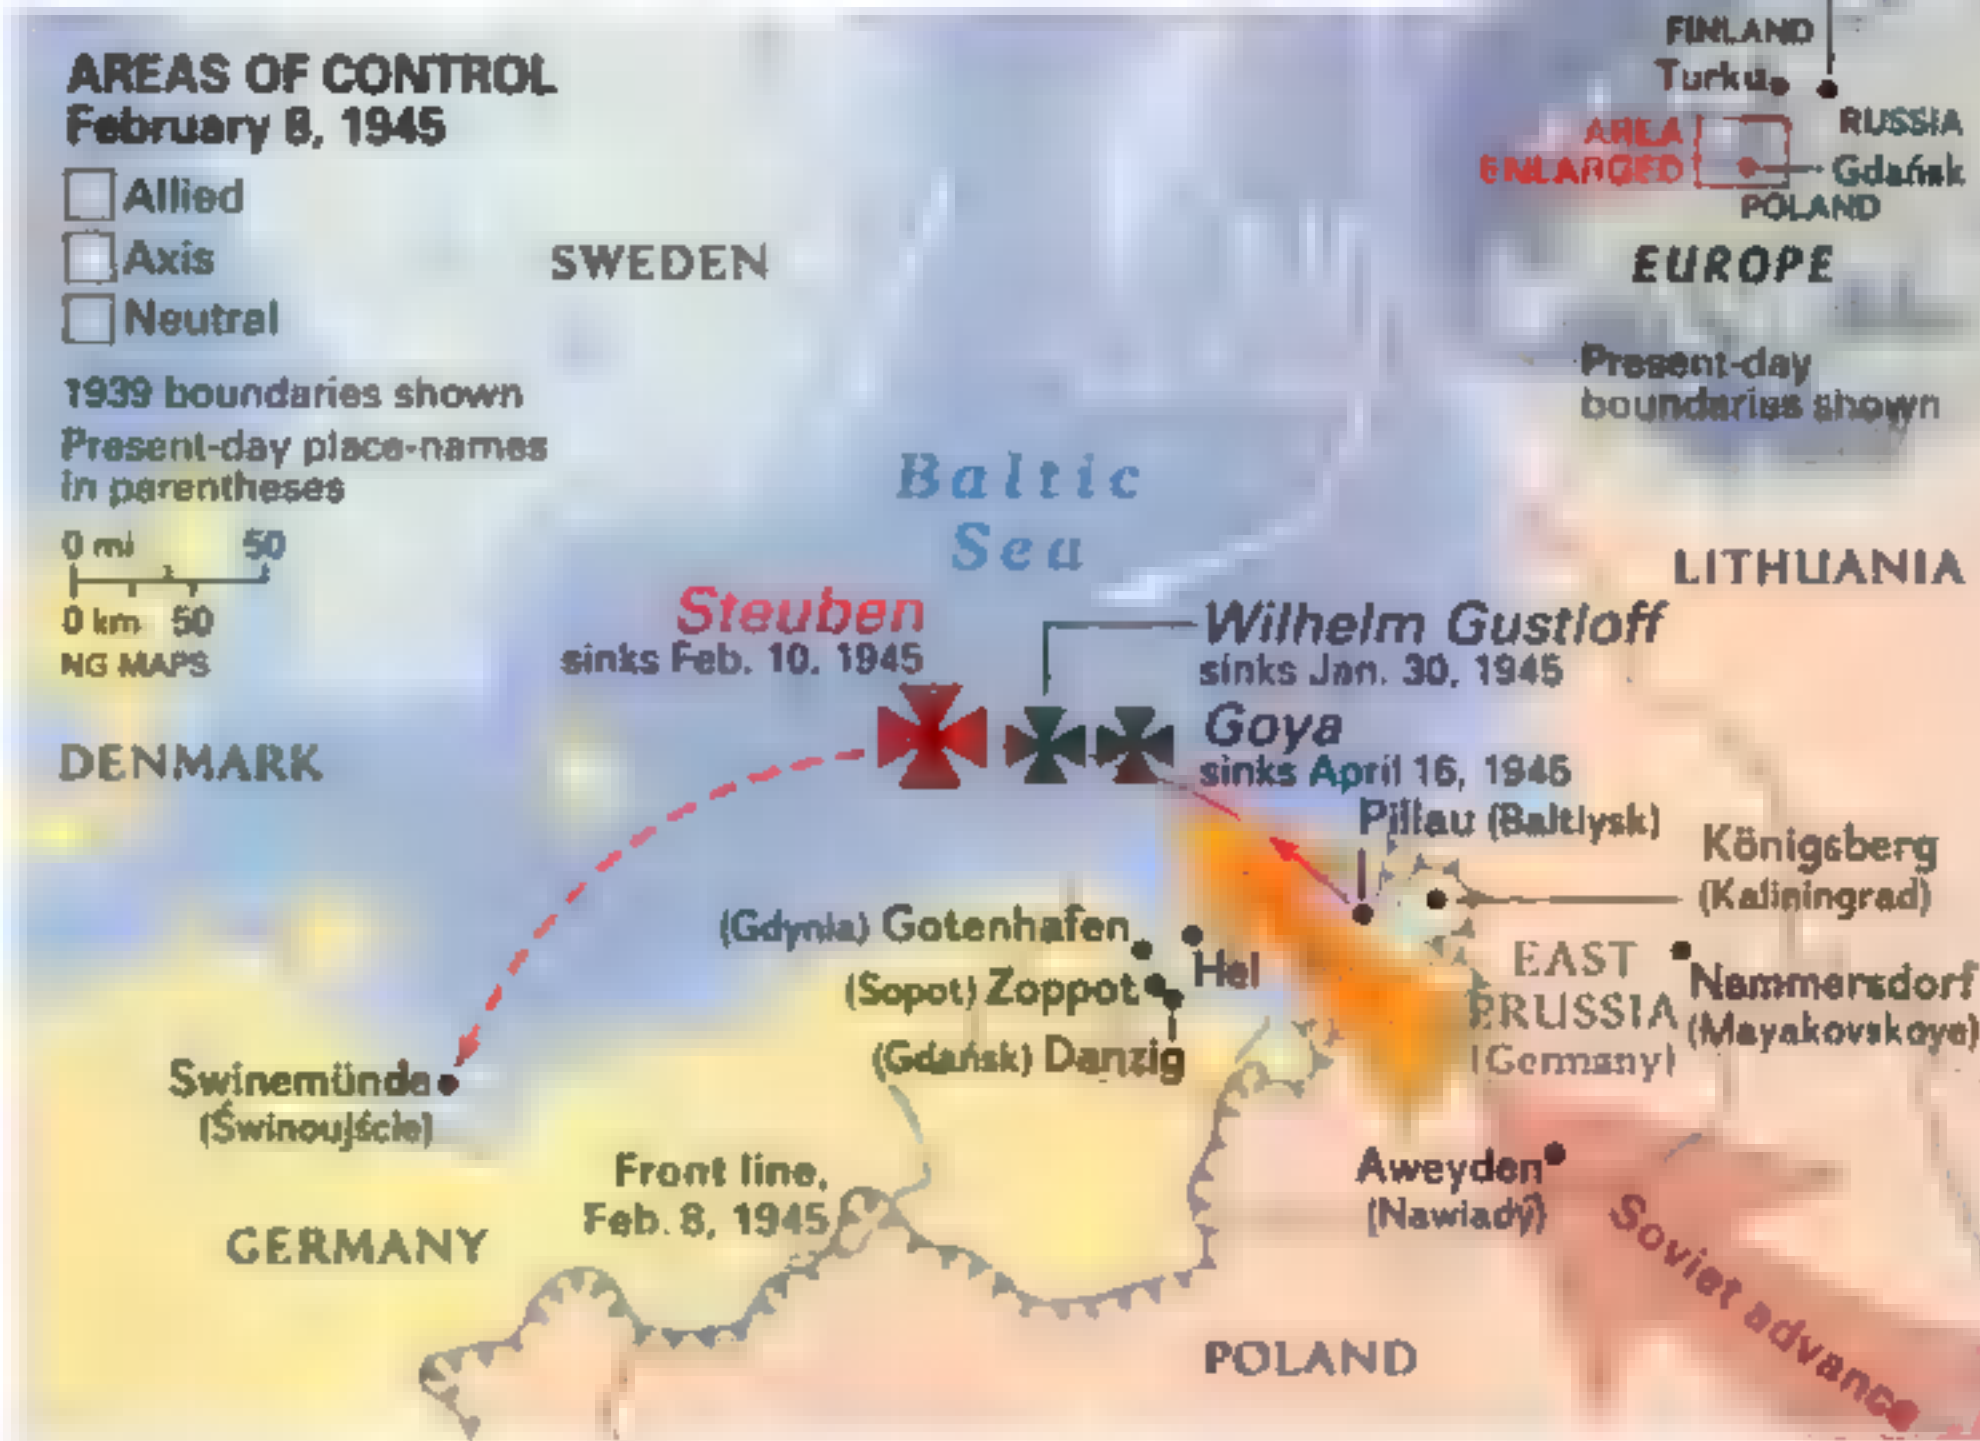 AREAS OF CONTROL
February 8, 1945
Allied
Axis
Neutral
1939 boundaries shown
Present-day place-names
in parentheses
0 mi 50
0 km 50
NG MAPS
FINLAND
Turku
RUSSIA
AREA
ENLARGED
Gdańsk
POLAND
EUROPE
Present-day
boundaries shown
SWEDEN
Baltic
Sea
LITHUANIA
Steuben
sinks Feb. 10, 1945
Wilhelm Gustloff
sinks Jan. 30, 1945
Goya
sinks April 16, 1945
DENMARK
Pillau (Baltiysk)
Königsberg
(Kaliningrad)
(Gdynia) Gotenhafen
Hel
(Sopot) Zoppot
(Gdańsk) Danzig
EAST
PRUSSIA
(Germany)
Nemmersdorf
(Mayakovskoye)
Swinemünde
(Świnoujście)
Front line,
Feb. 8, 1945
Aweyden
(Nawiady)
GERMANY
Soviet advance
POLAND